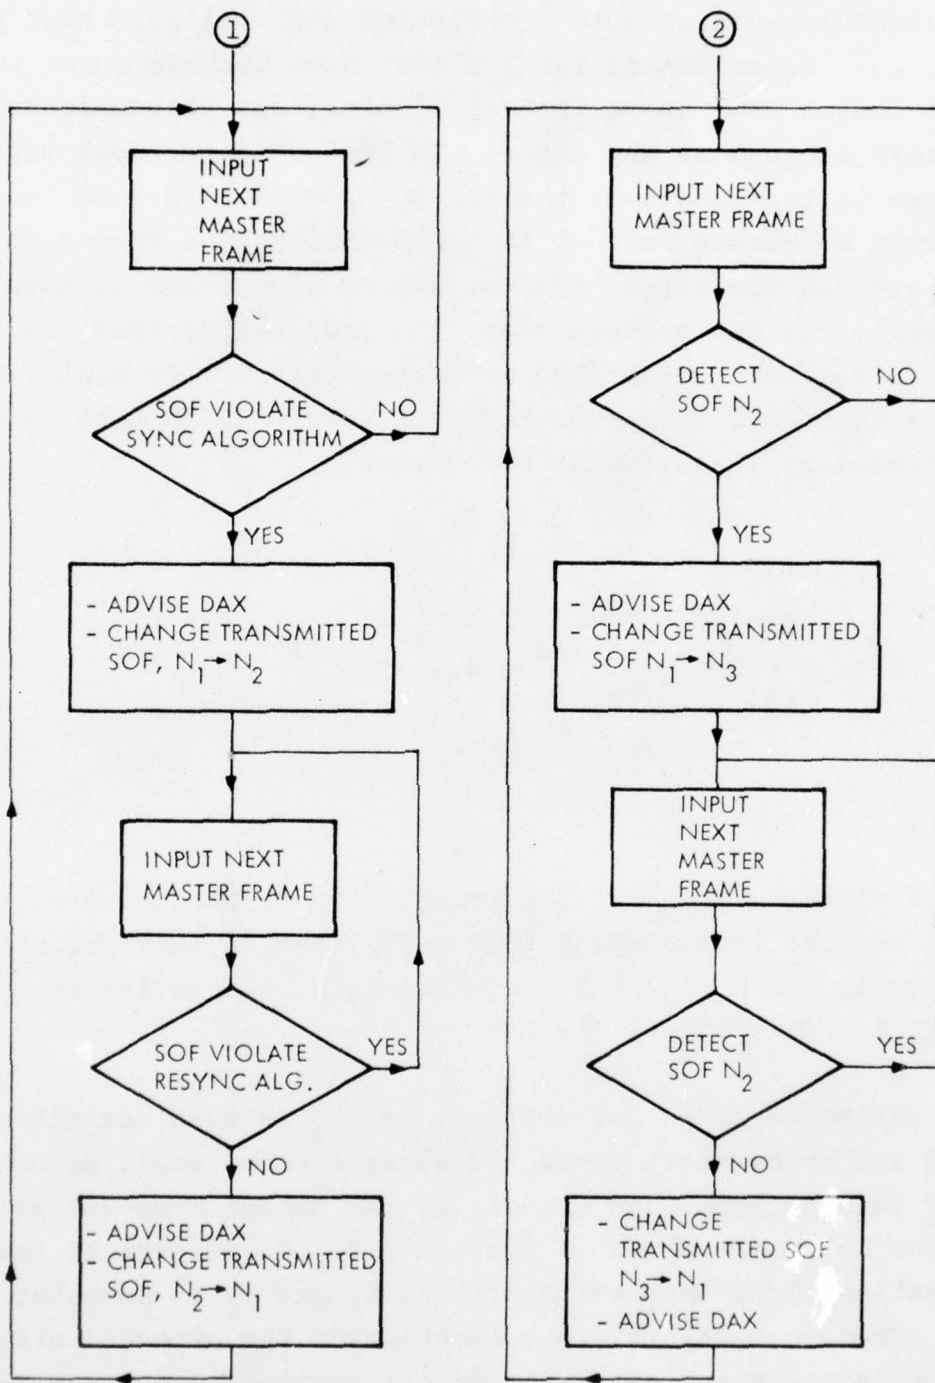 1
INPUT
NEXT
MASTER
FRAME
SOF VIOLATE
SYNC ALGORITHM
NO
YES
- ADVISE DAX
- CHANGE TRANSMITTED
SOF, N1 → N2
INPUT NEXT
MASTER FRAME
SOF VIOLATE
RESYNC ALG.
YES
NO
- ADVISE DAX
- CHANGE TRANSMITTED
SOF, N2 → N1
2
INPUT NEXT
MASTER FRAME
DETECT
SOF N2
NO
YES
- ADVISE DAX
- CHANGE TRANSMITTED
SOF N1 → N3
INPUT
NEXT
MASTER
FRAME
DETECT
SOF N2
YES
NO
- CHANGE
TRANSMITTED SOF
N3 → N1
- ADVISE DAX